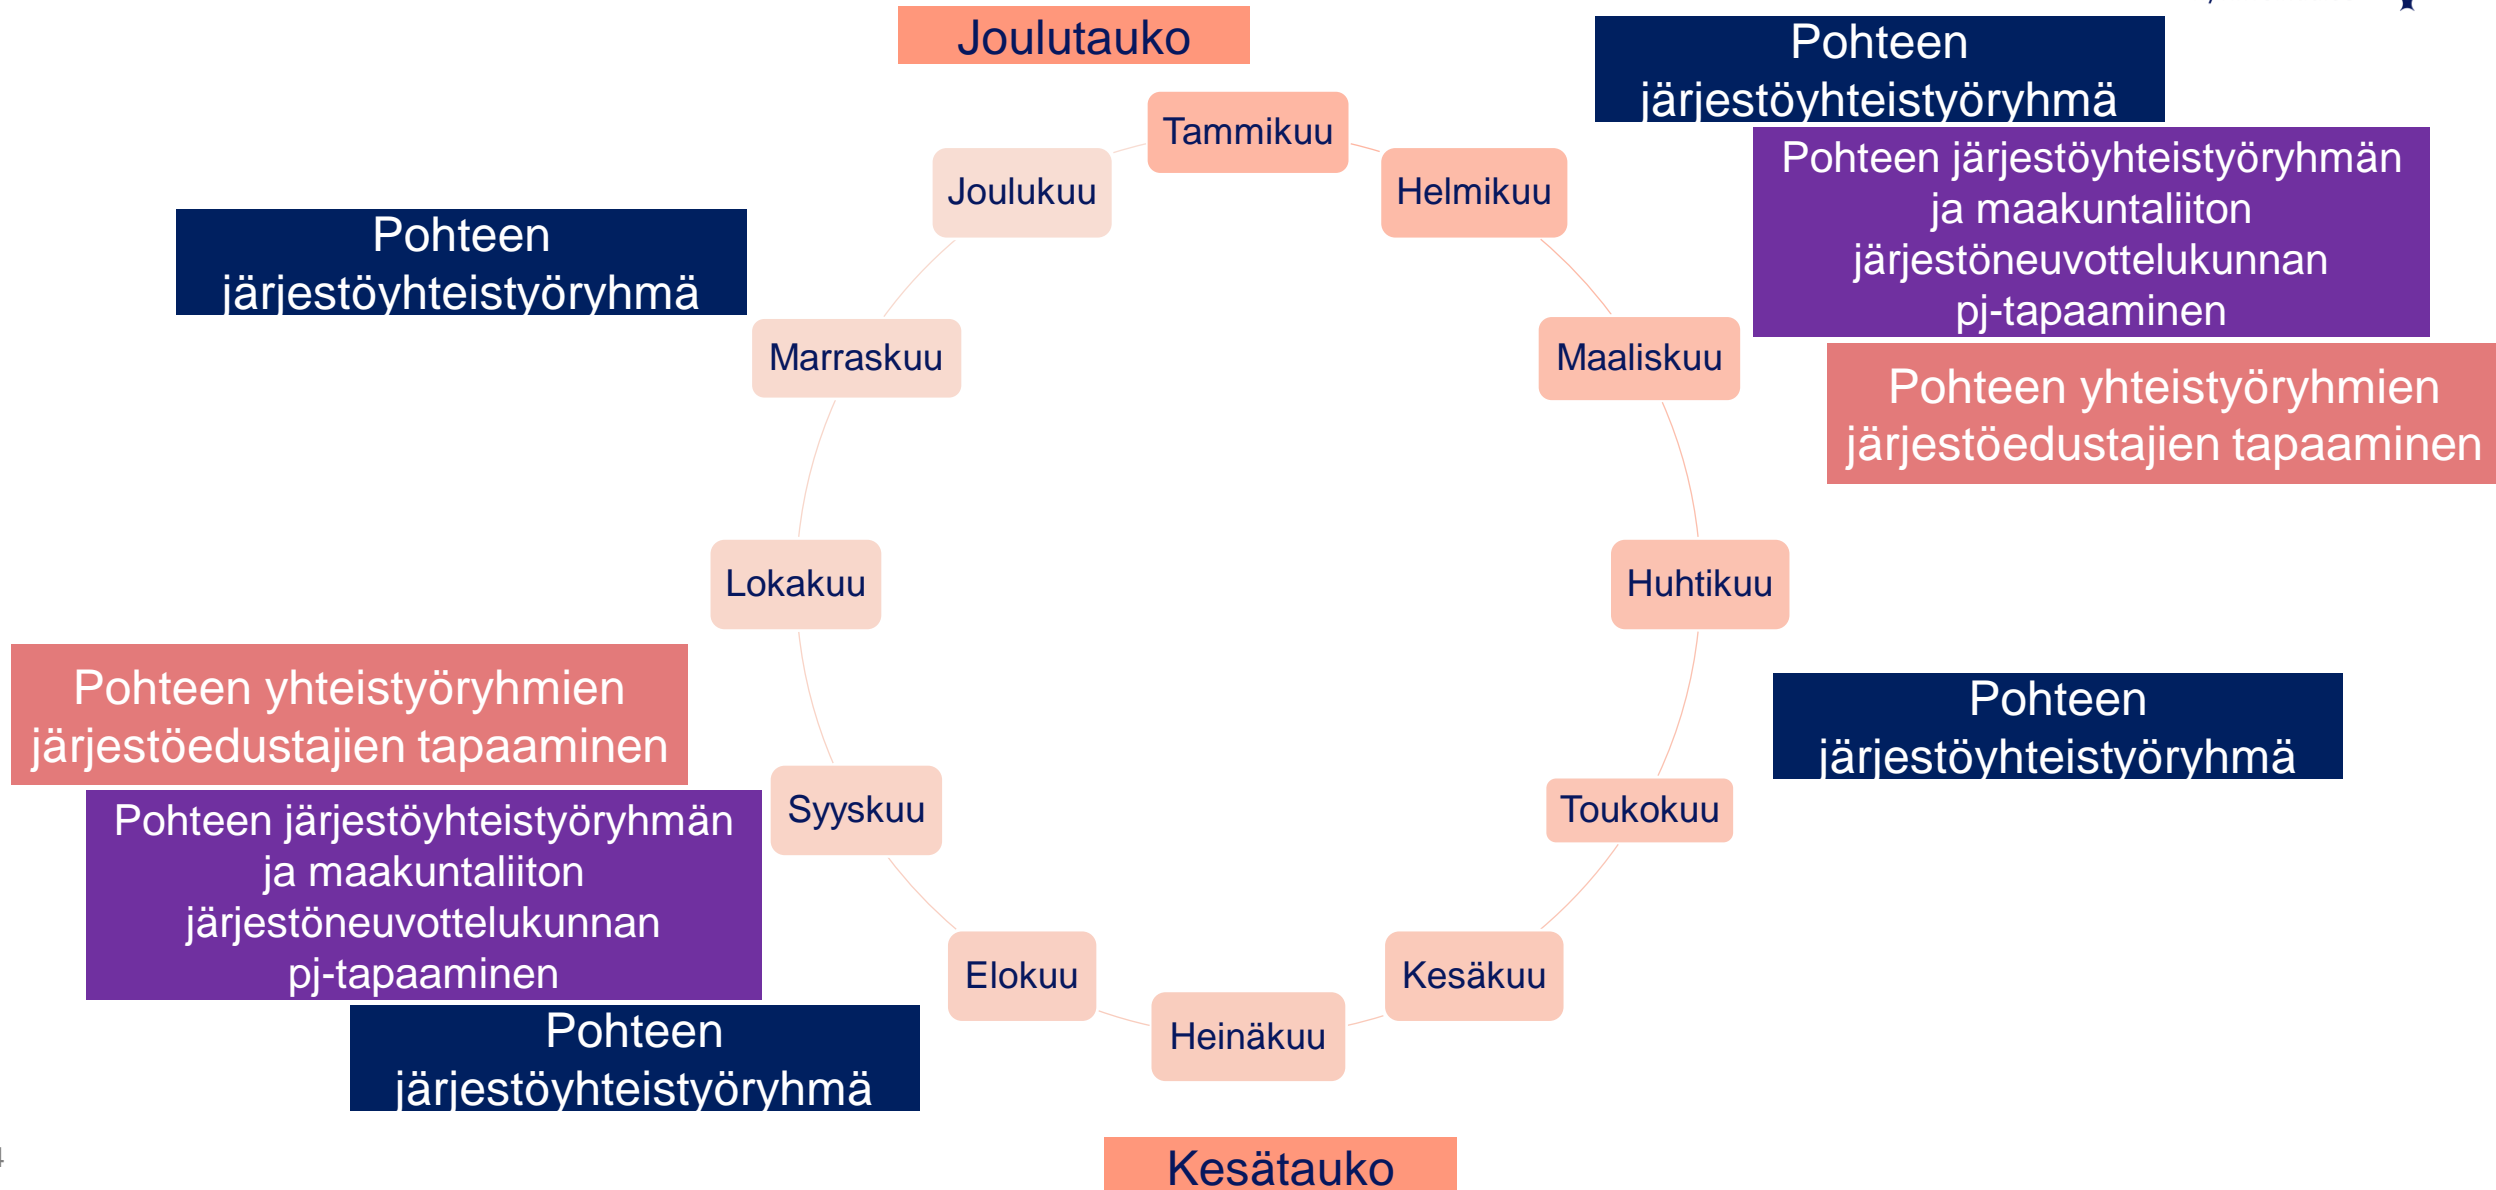 Joulutauko
Pohteen
järjestöyhteistyöryhmä
Tammikuu
Helmikuu
Pohteen järjestöyhteistyöryhmän
ja maakuntaliiton
järjestöneuvottelukunnan
pj-tapaaminen
Maaliskuu
Pohteen yhteistyöryhmien
järjestöedustajien tapaaminen
Huhtikuu
Pohteen
järjestöyhteistyöryhmä
Toukokuu
Kesäkuu
Heinäkuu
Kesätauko
Elokuu
Pohteen
järjestöyhteistyöryhmä
Pohteen järjestöyhteistyöryhmän
ja maakuntaliiton
järjestöneuvottelukunnan
pj-tapaaminen
Syyskuu
Pohteen yhteistyöryhmien
järjestöedustajien tapaaminen
Lokakuu
Marraskuu
Pohteen
järjestöyhteistyöryhmä
Joulukuu